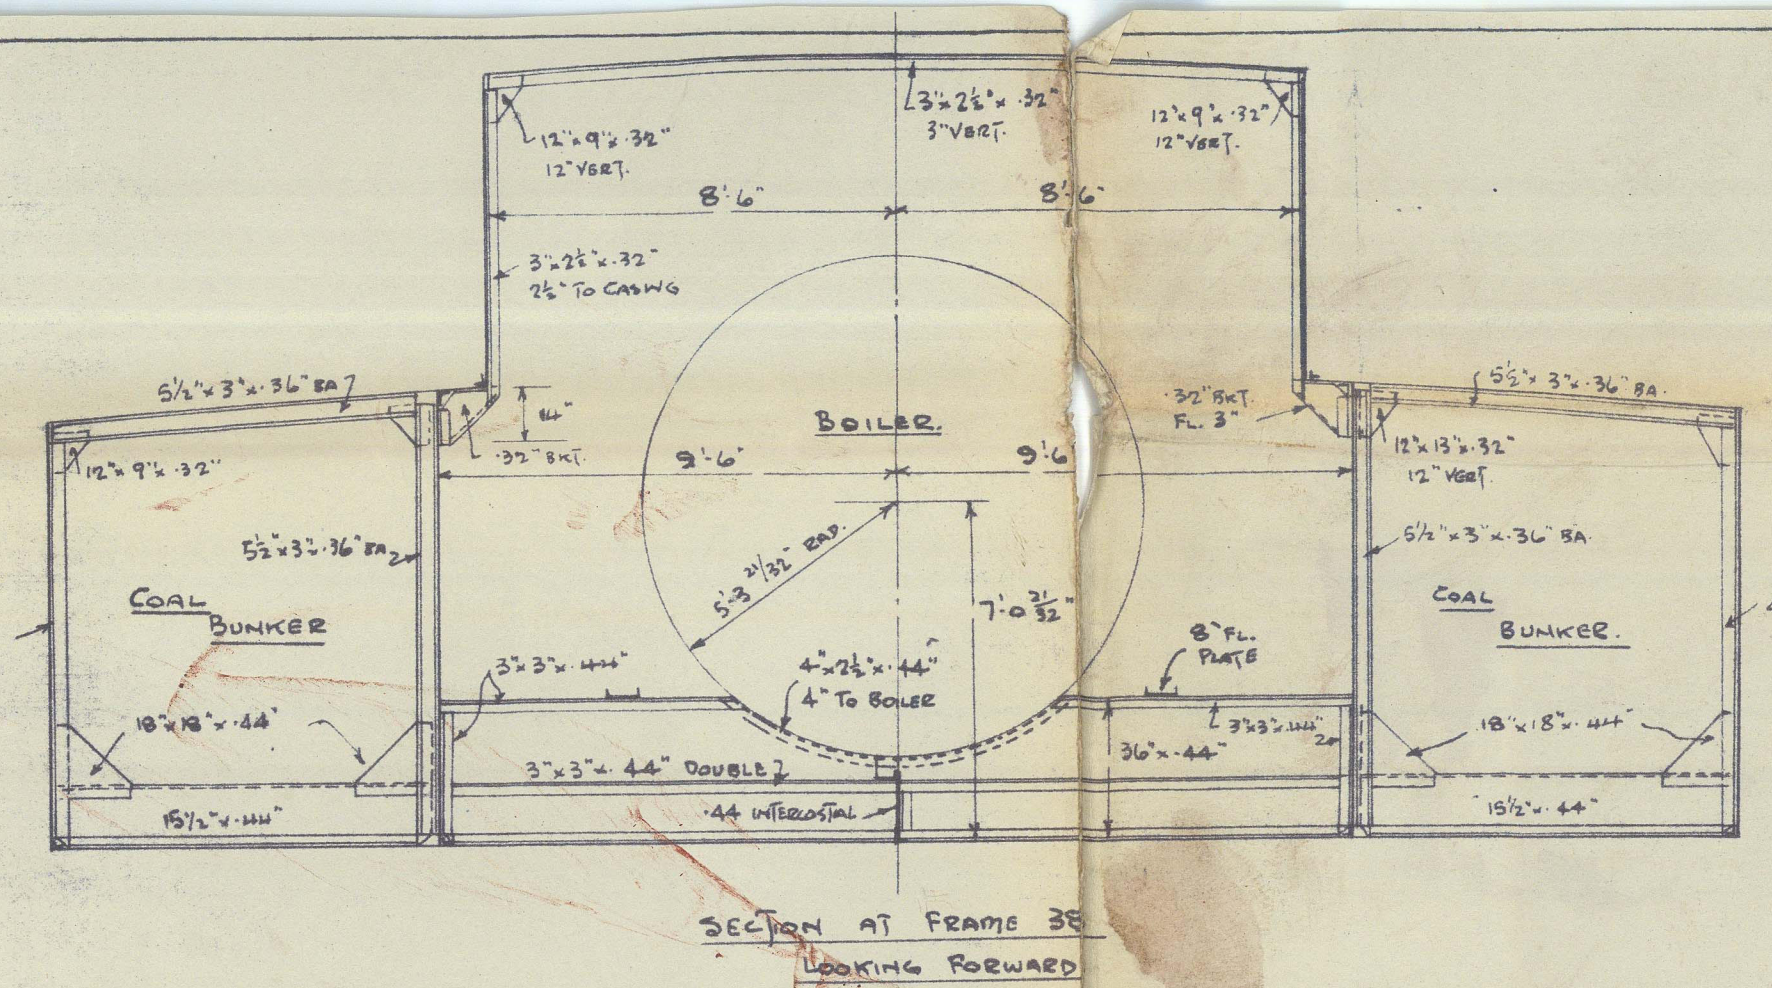 3"x 2½"x .32"
3" VERT.
12"x 9"x .32"
12" VERT.
12"x 9"x .32"
12" VERT.
8'-6"
8'-6"
3"x 2½"x .32"
2½" TO CASING
5½"x 3"x .36" BA
5½"x 3"x .36" BA.
14"
.32" BKT.
FL. 3"
BOILER.
12"x 9"x .32"
.32" BKT.
9'-6"
9'-6
12"x 13"x .32"
12" VERT.
5½"x 3"x .36" BA
5½"x 3"x .36" BA.
5'-3 21/32" RAD.
7'-0 21/32"
COAL
BUNKER
COAL
BUNKER.
8" FL.
PLATE
3"x 3"x .44"
4"x 2½"x .44"
4" TO BOILER
18"x 18"x .44"
3"x 3"x .44"
18"x 18"x .44"
36"x .44"
3"x 3"x .44" DOUBLE
.44 INTERCOSTAL
15½"x .44"
15½"x .44"
SECTION AT FRAME 38
LOOKING FORWARD